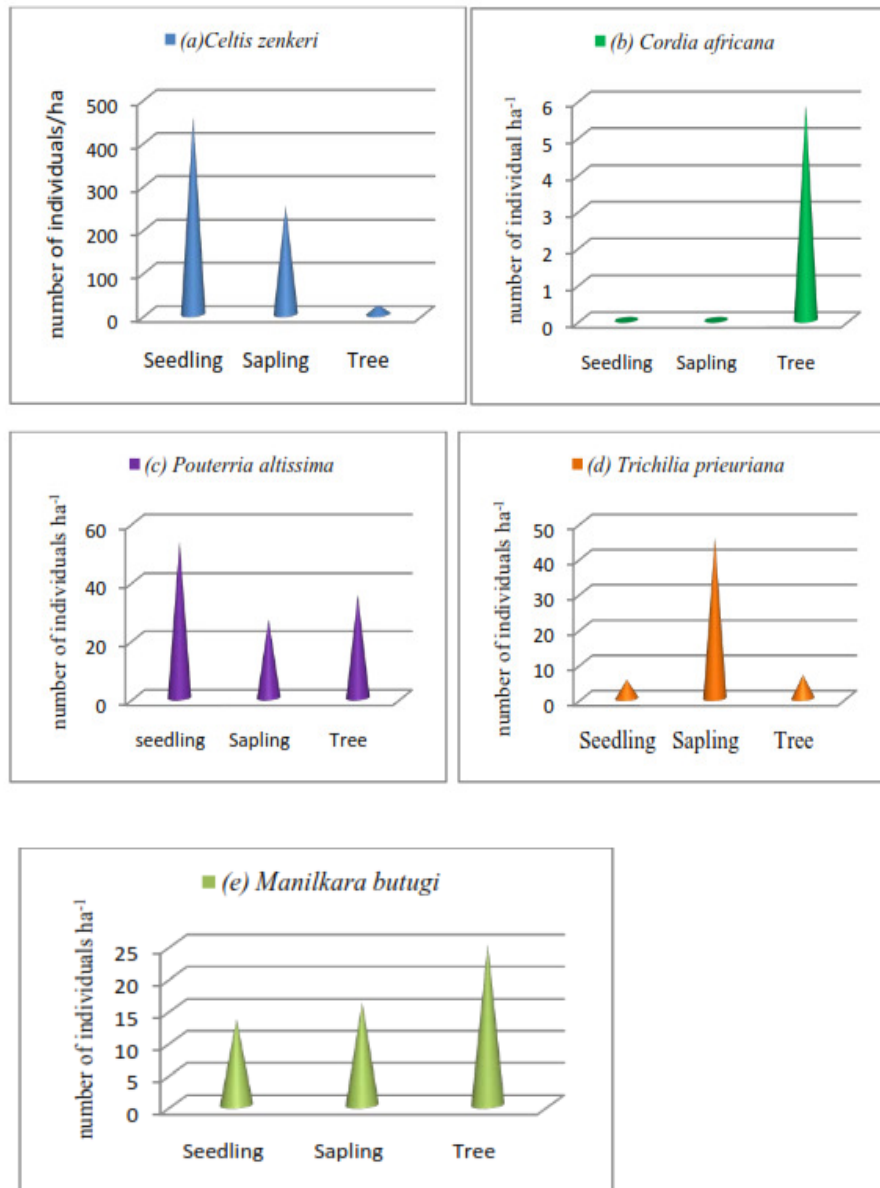 (a)Celtis zenkeri
number of individuals/ha
500
400
300
200
100
0
Seedling Sapling Tree
(b) Cordia africana
number of individual ha-1
6
5
4
3
2
1
0
Seedling Sapling Tree
(c) Pouterria altissima
number of individuals ha-1
60
40
20
0
seedling Sapling Tree
(d) Trichilia prieuriana
number of individuals ha-1
50
40
30
20
10
0
Seedling Sapling Tree
(e) Manilkara butugi
number of individuals ha-1
25
20
15
10
5
0
Seedling Sapling Tree